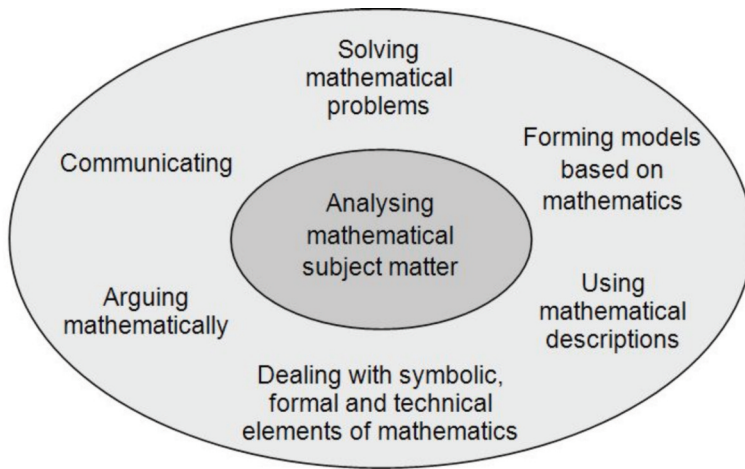 Solving
mathematical
problems
Forming models
based on
mathematics
Communicating
Analysing
mathematical
subject matter
Using
mathematical
descriptions
Arguing
mathematically
Dealing with symbolic,
formal and technical
elements of mathematics